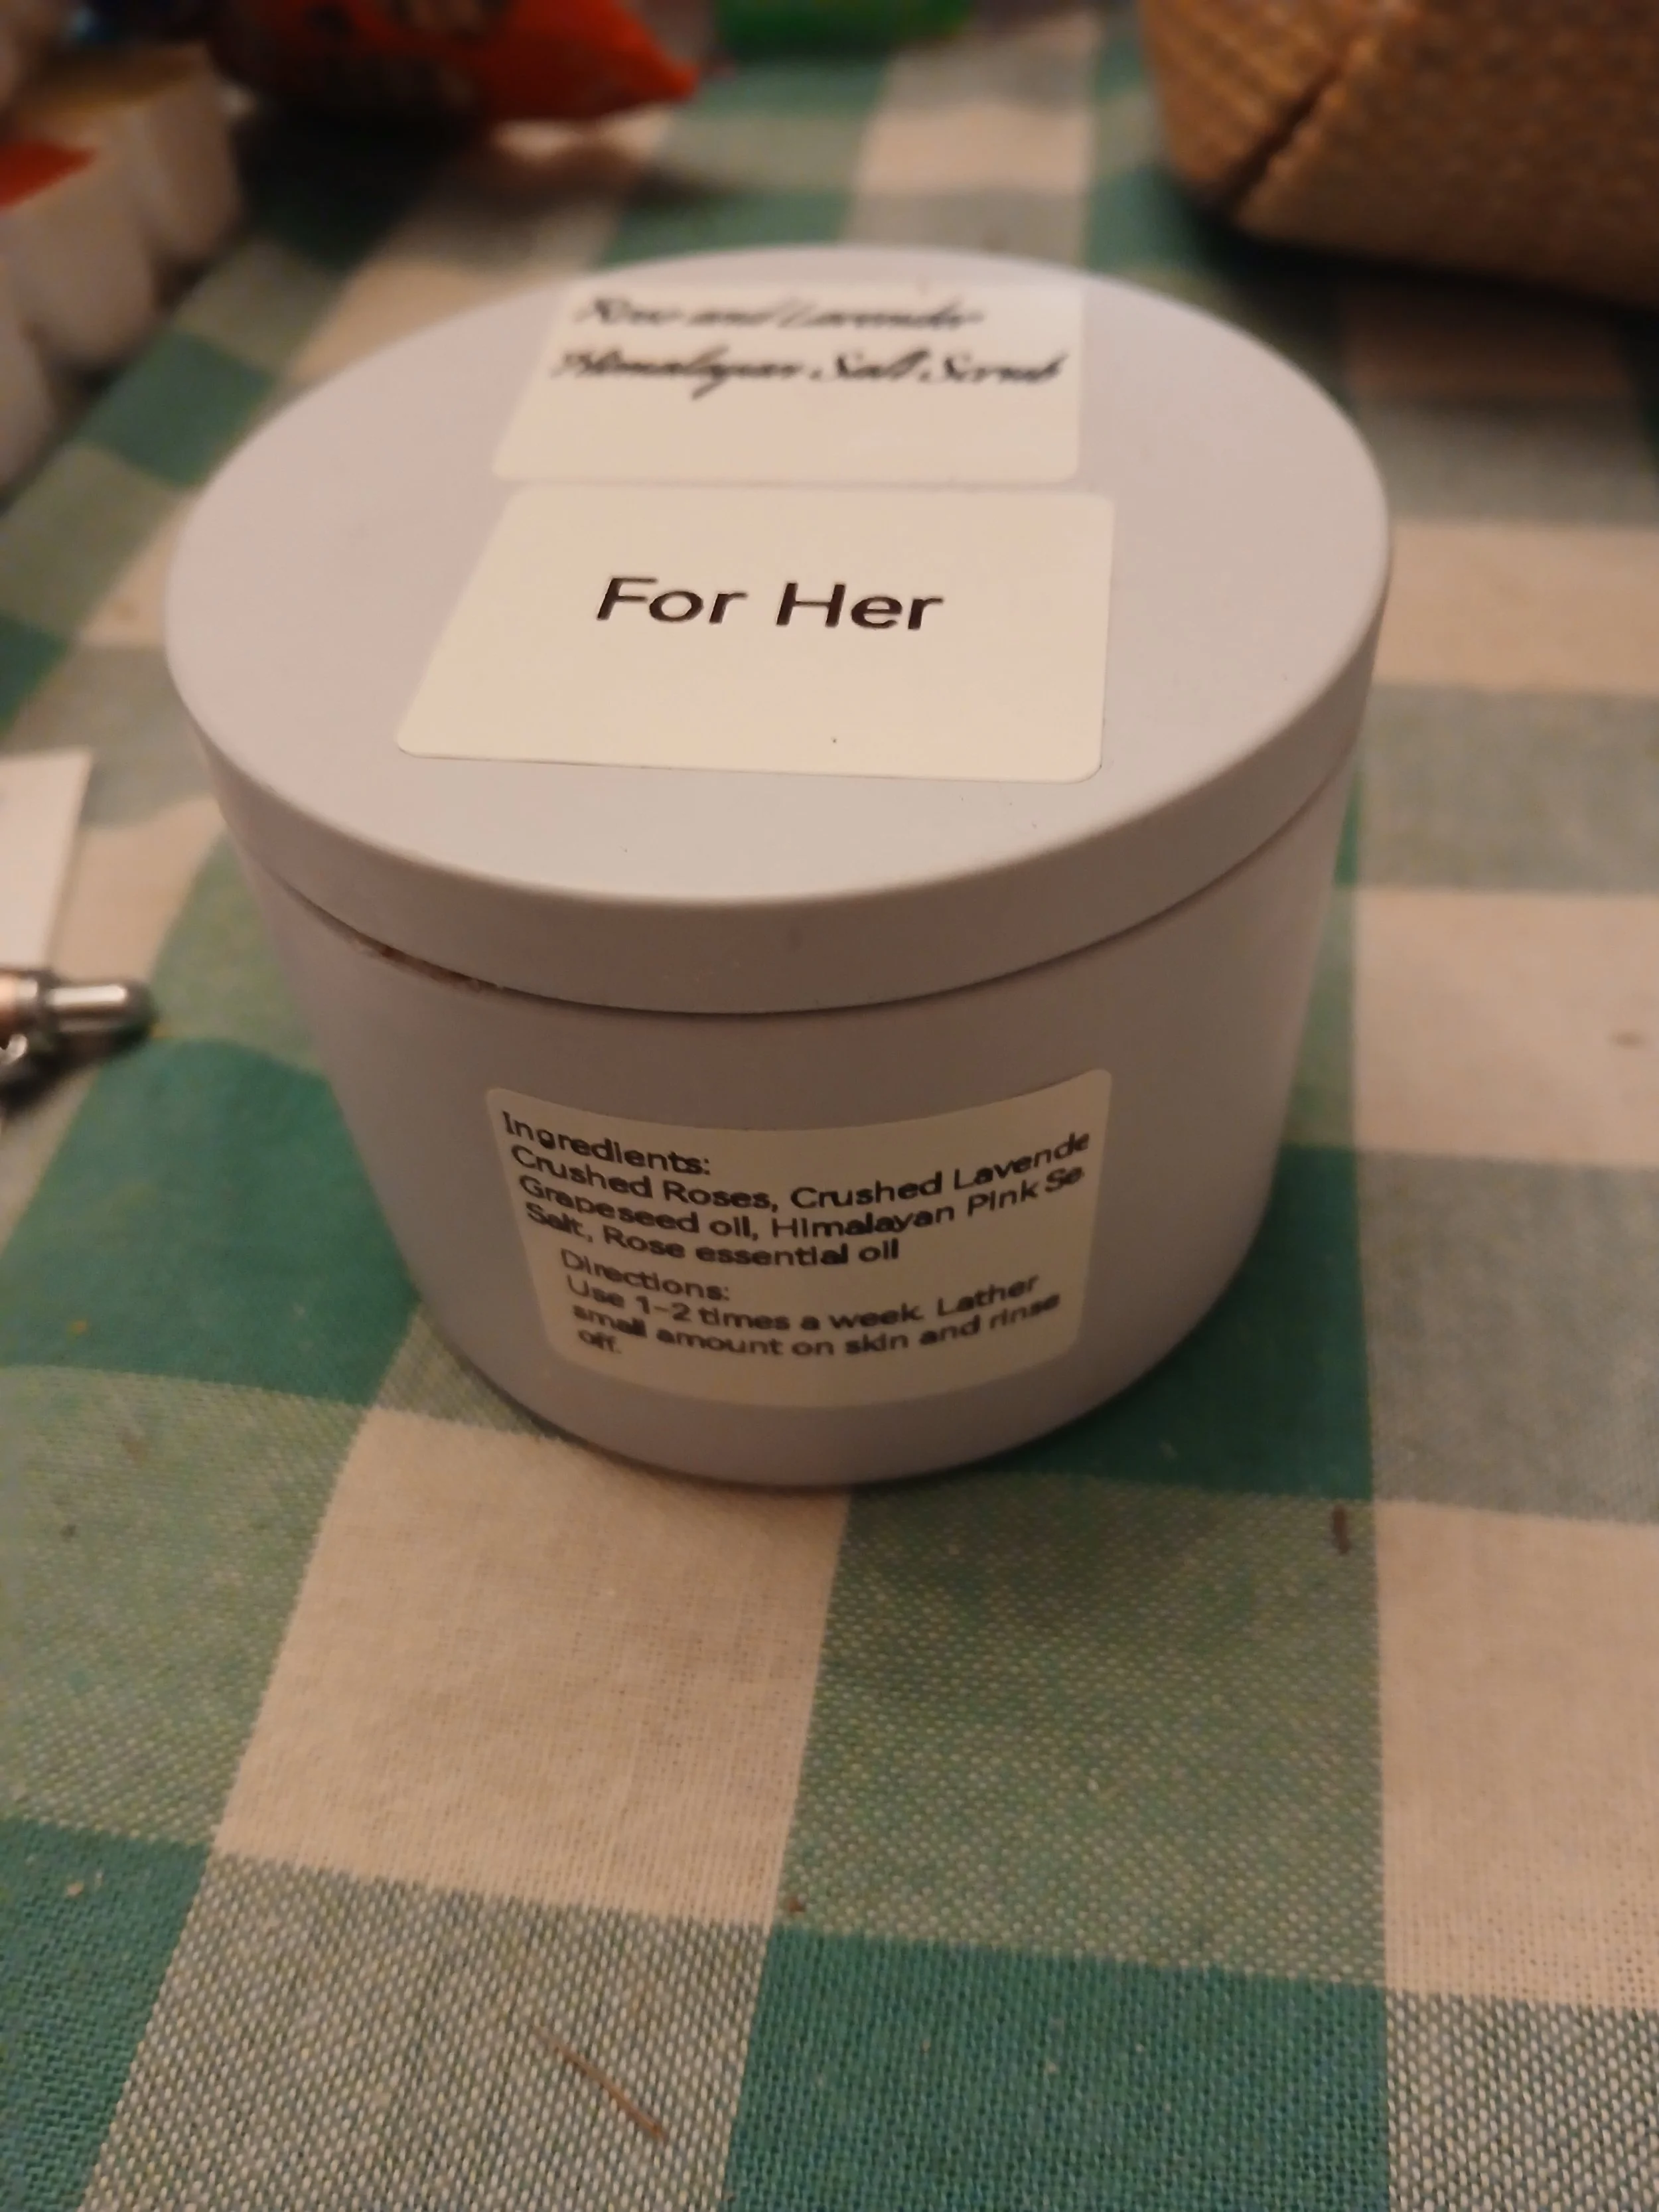 Rose and Lavender
Himalayan Salt Scrub
For Her
Ingredients:
Crushed Roses, Crushed Lavende
Grapeseed oil, Himalayan Pink Se
Salt, Rose essential oil
Directions:
Use 1-2 times a week. Lather
small amount on skin and rinse
off.